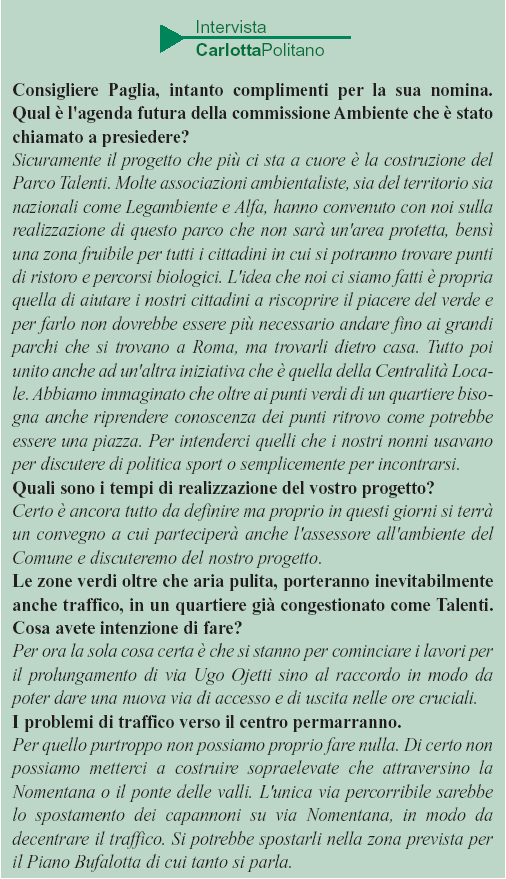 Intervista
CarlottaPolitano
Consigliere Paglia, intanto complimenti per la sua nomina.
Qual è l'agenda futura della commissione Ambiente che è stato
chiamato a presiedere?
Sicuramente il progetto che più ci sta a cuore è la costruzione del
Parco Talenti. Molte associazioni ambientaliste, sia del territorio sia
nazionali come Legambiente e Alfa, hanno convenuto con noi sulla
realizzazione di questo parco che non sarà un'area protetta, bensì
una zona fruibile per tutti i cittadini in cui si potranno trovare punti
di ristoro e percorsi biologici. L'idea che noi ci siamo fatti è propria
quella di aiutare i nostri cittadini a riscoprire il piacere del verde e
per farlo non dovrebbe essere più necessario andare fino ai grandi
parchi che si trovano a Roma, ma trovarli dietro casa. Tutto poi
unito anche ad un'altra iniziativa che è quella della Centralità Loca-
le. Abbiamo immaginato che oltre ai punti verdi di un quartiere biso-
gna anche riprendere conoscenza dei punti ritrovo come potrebbe
essere una piazza. Per intenderci quelli che i nostri nonni usavano
per discutere di politica sport o semplicemente per incontrarsi.
Quali sono i tempi di realizzazione del vostro progetto?
Certo è ancora tutto da definire ma proprio in questi giorni si terrà
un convegno a cui parteciperà anche l'assessore all'ambiente del
Comune e discuteremo del nostro progetto.
Le zone verdi oltre che aria pulita, porteranno inevitabilmente
anche traffico, in un quartiere già congestionato come Talenti.
Cosa avete intenzione di fare?
Per ora la sola cosa certa è che si stanno per cominciare i lavori per
il prolungamento di via Ugo Ojetti sino al raccordo in modo da
poter dare una nuova via di accesso e di uscita nelle ore cruciali.
I problemi di traffico verso il centro permarranno.
Per quello purtroppo non possiamo proprio fare nulla. Di certo non
possiamo metterci a costruire sopraelevate che attraversino la
Nomentana o il ponte delle valli. L'unica via percorribile sarebbe
lo spostamento dei capannoni su via Nomentana, in modo da
decentrare il traffico. Si potrebbe spostarli nella zona prevista per
il Piano Bufalotta di cui tanto si parla.